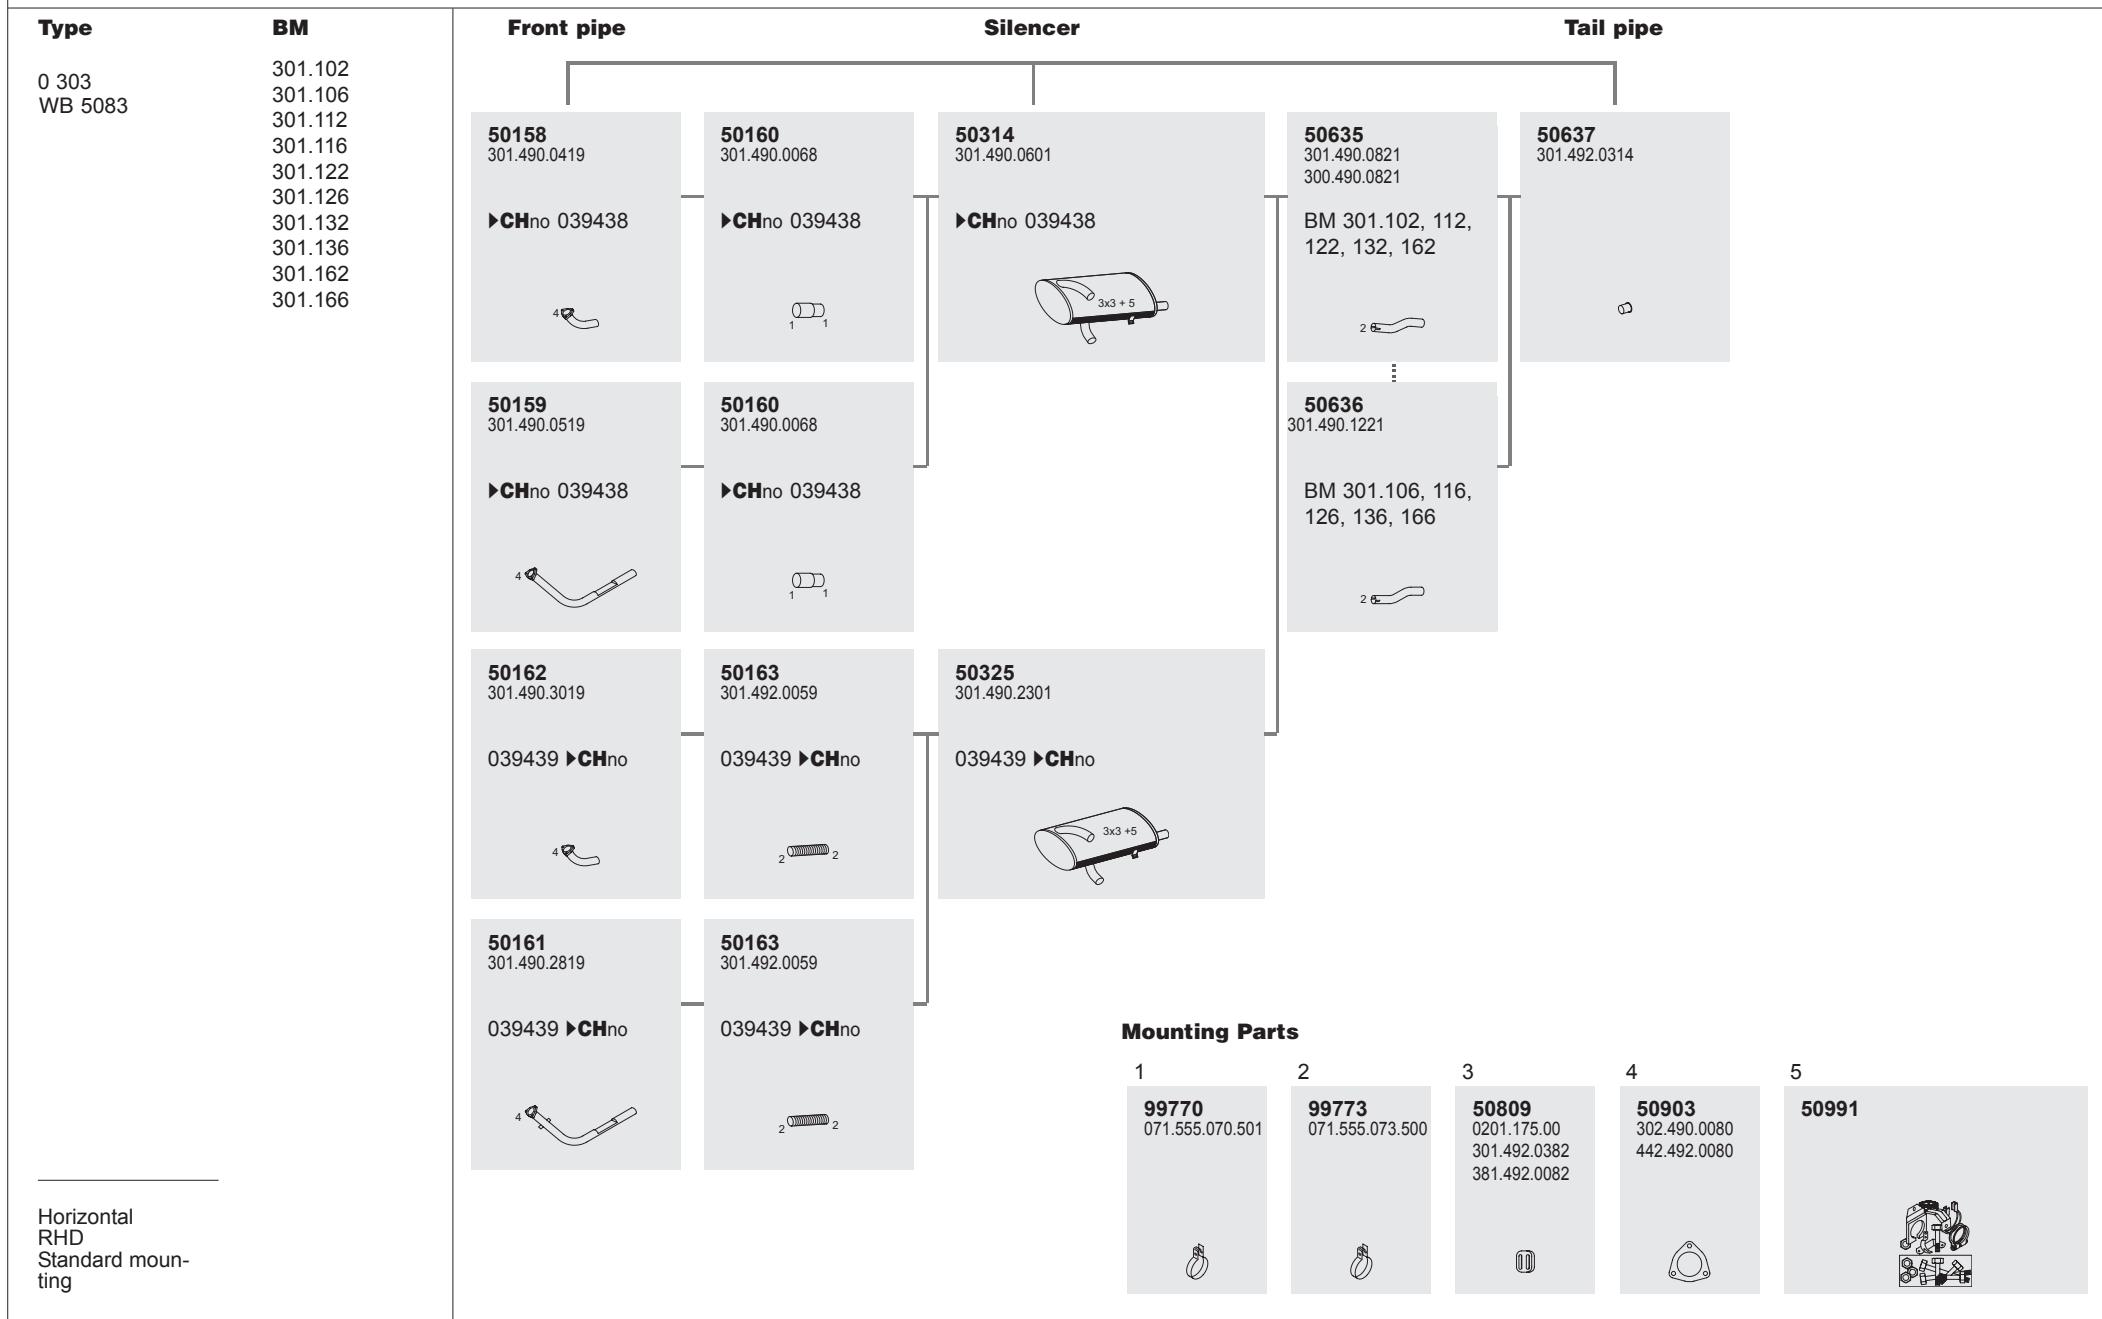 Type
BM
Front pipe
Silencer
Tail pipe
0 303
WB 5083
301.102
301.106
301.112
301.116
301.122
301.126
301.132
301.136
301.162
301.166
50158
301.490.0419
▶CHno 039438
4
50160
301.490.0068
▶CHno 039438
1 1
50314
301.490.0601
▶CHno 039438
3x3 + 5
50635
301.490.0821
300.490.0821
BM 301.102, 112,
122, 132, 162
2
50637
301.492.0314
50159
301.490.0519
▶CHno 039438
4
50160
301.490.0068
▶CHno 039438
1 1
50636
301.490.1221
BM 301.106, 116,
126, 136, 166
2
50162
301.490.3019
039439 ▶CHno
4
50163
301.492.0059
039439 ▶CHno
2 2
50325
301.490.2301
039439 ▶CHno
3x3 +5
50161
301.490.2819
039439 ▶CHno
4
50163
301.492.0059
039439 ▶CHno
2 2
Mounting Parts
1
99770
071.555.070.501
2
99773
071.555.073.500
3
50809
0201.175.00
301.492.0382
381.492.0082
4
50903
302.490.0080
442.492.0080
5
50991
Horizontal
RHD
Standard moun-
ting